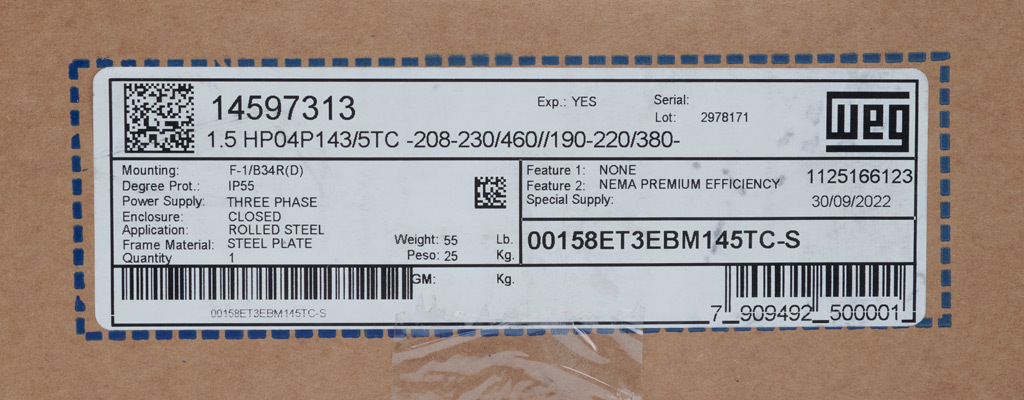 14597313
Exp.: YES
Serial:
Lot: 2978171
weg
1.5 HP04P143/5TC -208-230/460//190-220/380-
Mounting: F-1/B34R(D)
Degree Prot.: IP55
Power Supply: THREE PHASE
Enclosure: CLOSED
Application: ROLLED STEEL
Frame Material: STEEL PLATE
Quantity 1
Weight: 55 Lb.
Peso: 25 Kg.
Feature 1: NONE
Feature 2: NEMA PREMIUM EFFICIENCY
Special Supply:
1125166123
30/09/2022
00158ET3EBM145TC-S
GM: Kg.
00158ET3EBM145TC-S
7 909492 500001